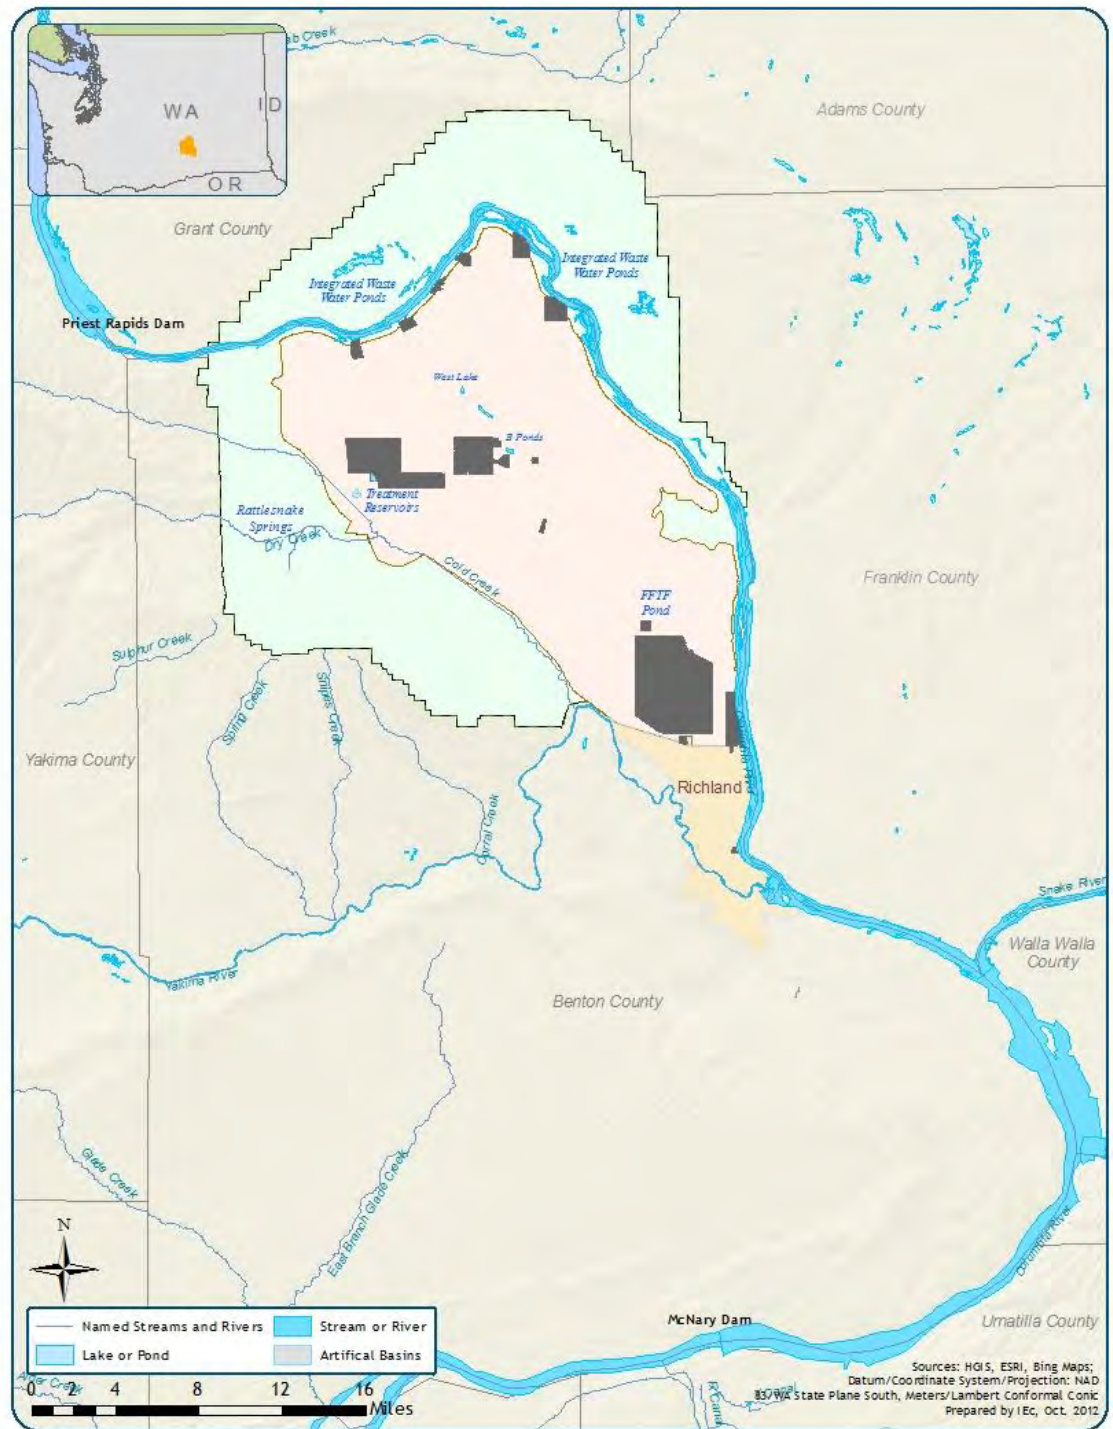 WA
ID
OR
Adams County
Grant County
Integrated Waste
Water Ponds
Integrated Waste
Water Ponds
Priest Rapids Dam
West Lake
B Ponds
Treatment
Reservoirs
Rattlesnake
Springs
Dry Creek
Cold Creek
Franklin County
FFTF
Pond
Sulphur Creek
Spring Creek
Snipes Creek
Yakima County
Richland
Corral Creek
Snake River
Walla Walla
County
Yakima River
Benton County
Glade Creek
East Branch Glade Creek
Columbia River
N
McNary Dam
Umatilla County
Named Streams and Rivers
Stream or River
Lake or Pond
Artifical Basins
0 2 4 8 12 16
Miles
R Canal
Sources: HGIS, ESRI, Bing Maps;
Datum/Coordinate System/Projection: NAD
83/WA State Plane South, Meters/Lambert Conformal Conic
Prepared by IEc, Oct. 2012